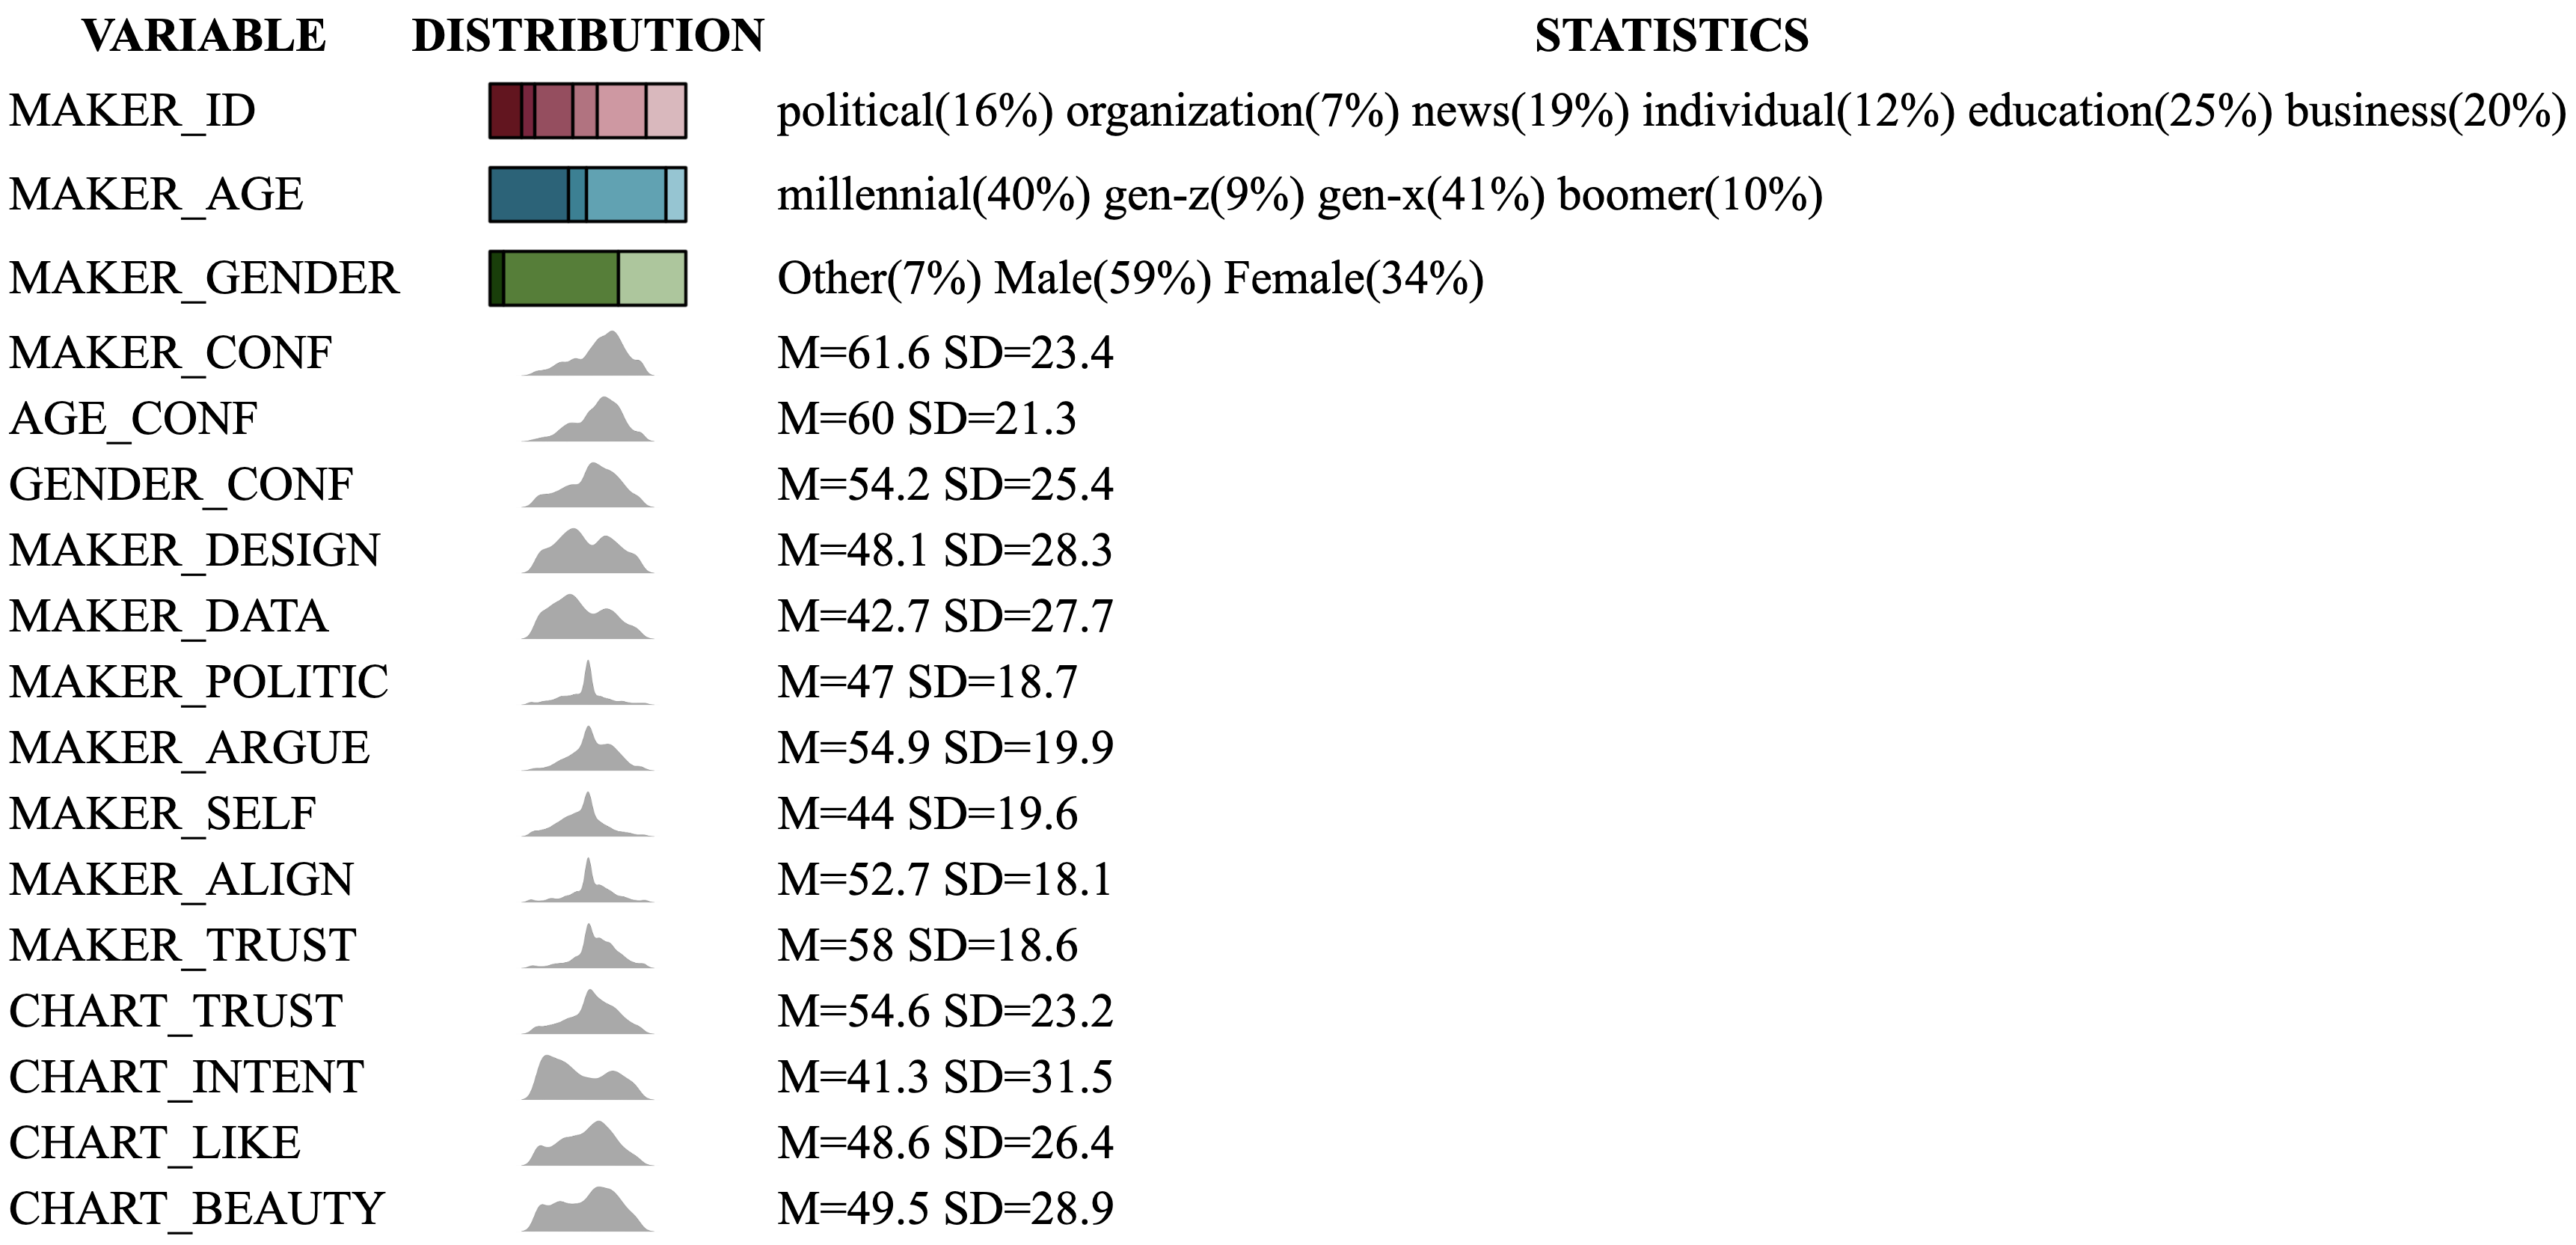 VARIABLE DISTRIBUTION STATISTICS
MAKER_ID political(16%) organization(7%) news(19%) individual(12%) education(25%) business(20%)
MAKER_AGE millennial(40%) gen-z(9%) gen-x(41%) boomer(10%)
MAKER_GENDER Other(7%) Male(59%) Female(34%)
MAKER_CONF M=61.6 SD=23.4
AGE_CONF M=60 SD=21.3
GENDER_CONF M=54.2 SD=25.4
MAKER_DESIGN M=48.1 SD=28.3
MAKER_DATA M=42.7 SD=27.7
MAKER_POLITIC M=47 SD=18.7
MAKER_ARGUE M=54.9 SD=19.9
MAKER_SELF M=44 SD=19.6
MAKER_ALIGN M=52.7 SD=18.1
MAKER_TRUST M=58 SD=18.6
CHART_TRUST M=54.6 SD=23.2
CHART_INTENT M=41.3 SD=31.5
CHART_LIKE M=48.6 SD=26.4
CHART_BEAUTY M=49.5 SD=28.9